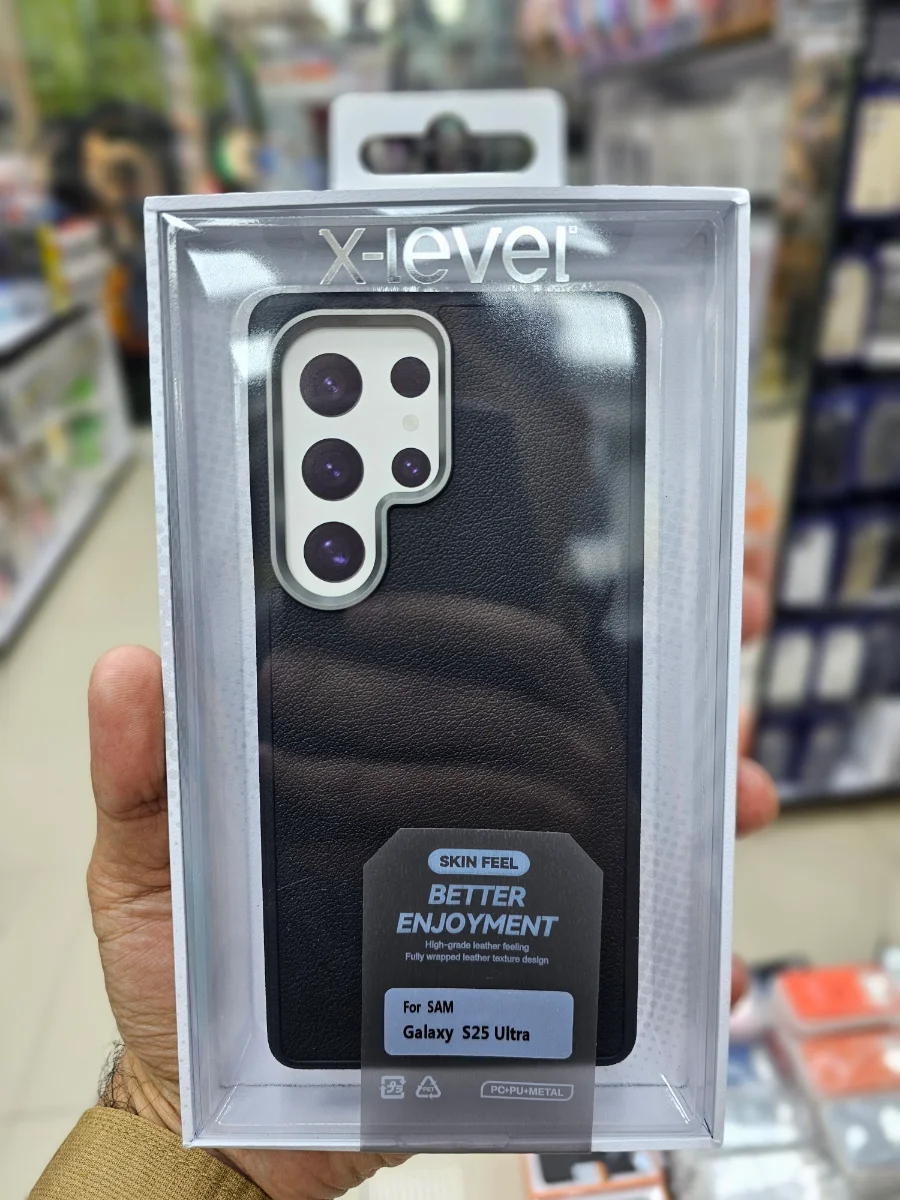 X-level
SKIN FEEL
BETTER
ENJOYMENT
High-grade leather feeling
Fully wrapped leather texture design
For SAM
Galaxy S25 Ultra
PET
PC+PU+METAL